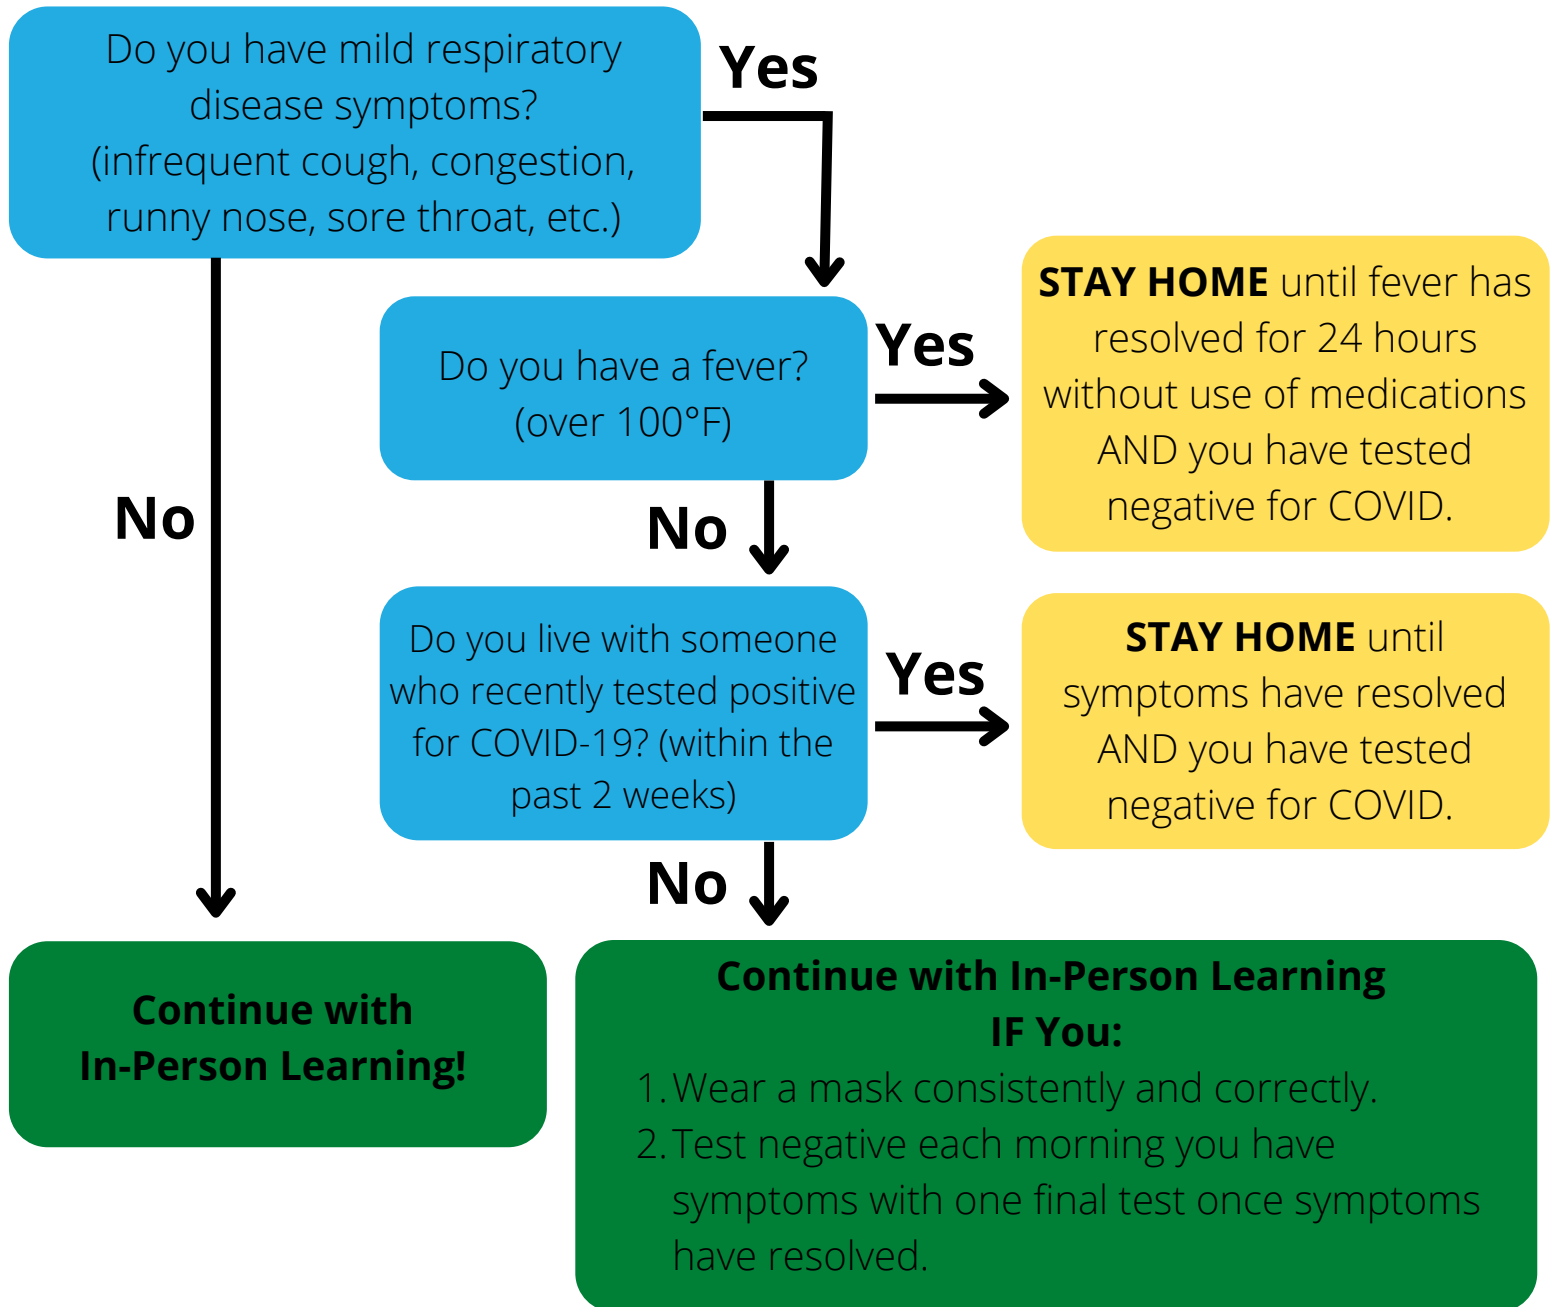 Do you have mild respiratory
disease symptoms?
(infrequent cough, congestion,
runny nose, sore throat, etc.)
Yes
Do you have a fever?
(over 100°F)
Yes
STAY HOME until fever has
resolved for 24 hours
without use of medications
AND you have tested
negative for COVID.
No
No
Do you live with someone
who recently tested positive
for COVID-19? (within the
past 2 weeks)
Yes
STAY HOME until
symptoms have resolved
AND you have tested
negative for COVID.
No
Continue with
In-Person Learning!
Continue with In-Person Learning
IF You:
1. Wear a mask consistently and correctly.
2. Test negative each morning you have
symptoms with one final test once symptoms
have resolved.